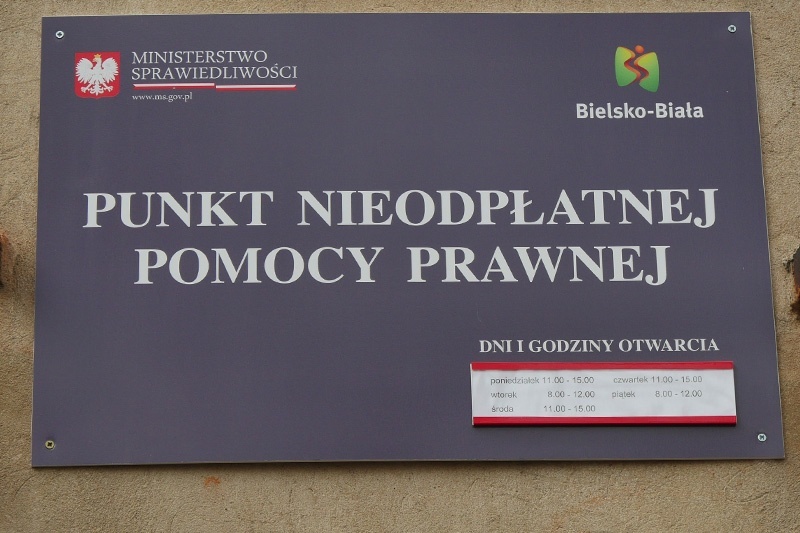 MINISTERSTWO
SPRAWIEDLIWOŚCI
www.ms.gov.pl
Bielsko-Biała
PUNKT NIEODPŁATNEJ
POMOCY PRAWNEJ
DNI I GODZINY OTWARCIA
poniedziałek 11.00 - 15.00 czwartek 11.00 - 15.00
wtorek 8.00 - 12.00 piątek 8.00 - 12.00
środa 11.00 - 15.00